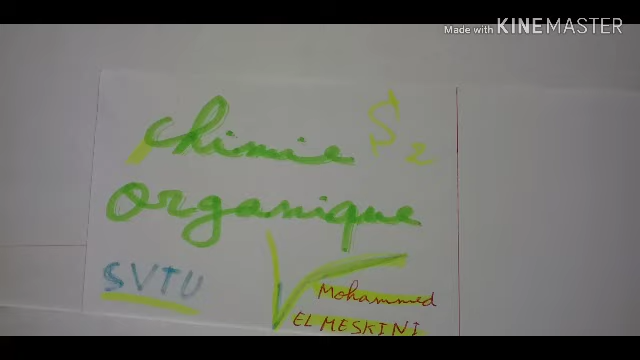 Made with KINEMASTER
chimie S2
organique
SVTU
Mohammed
EL MESKINI